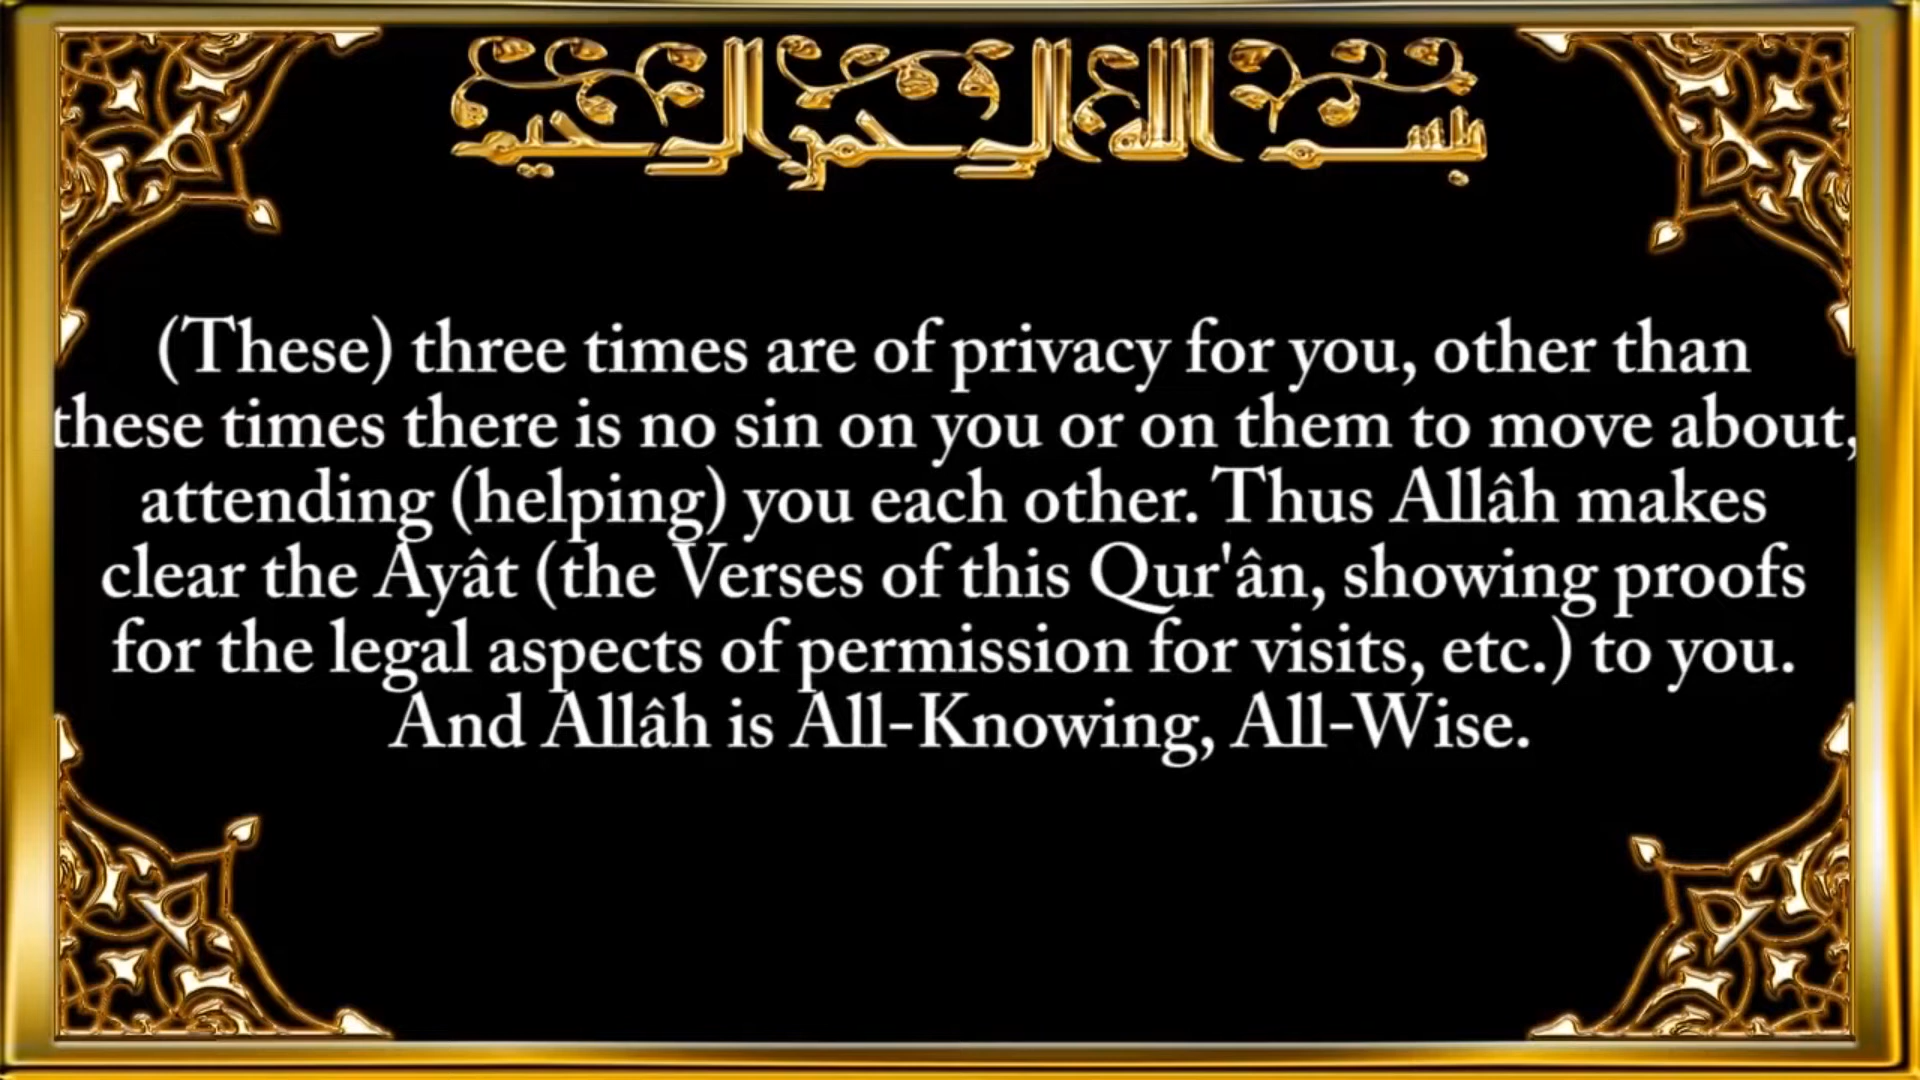 بسم الله الرحمن الرحيم
(These) three times are of privacy for you, other than
these times there is no sin on you or on them to move about,
attending (helping) you each other. Thus Allâh makes
clear the Ayât (the Verses of this Qur'ân, showing proofs
for the legal aspects of permission for visits, etc.) to you.
And Allâh is All-Knowing, All-Wise.